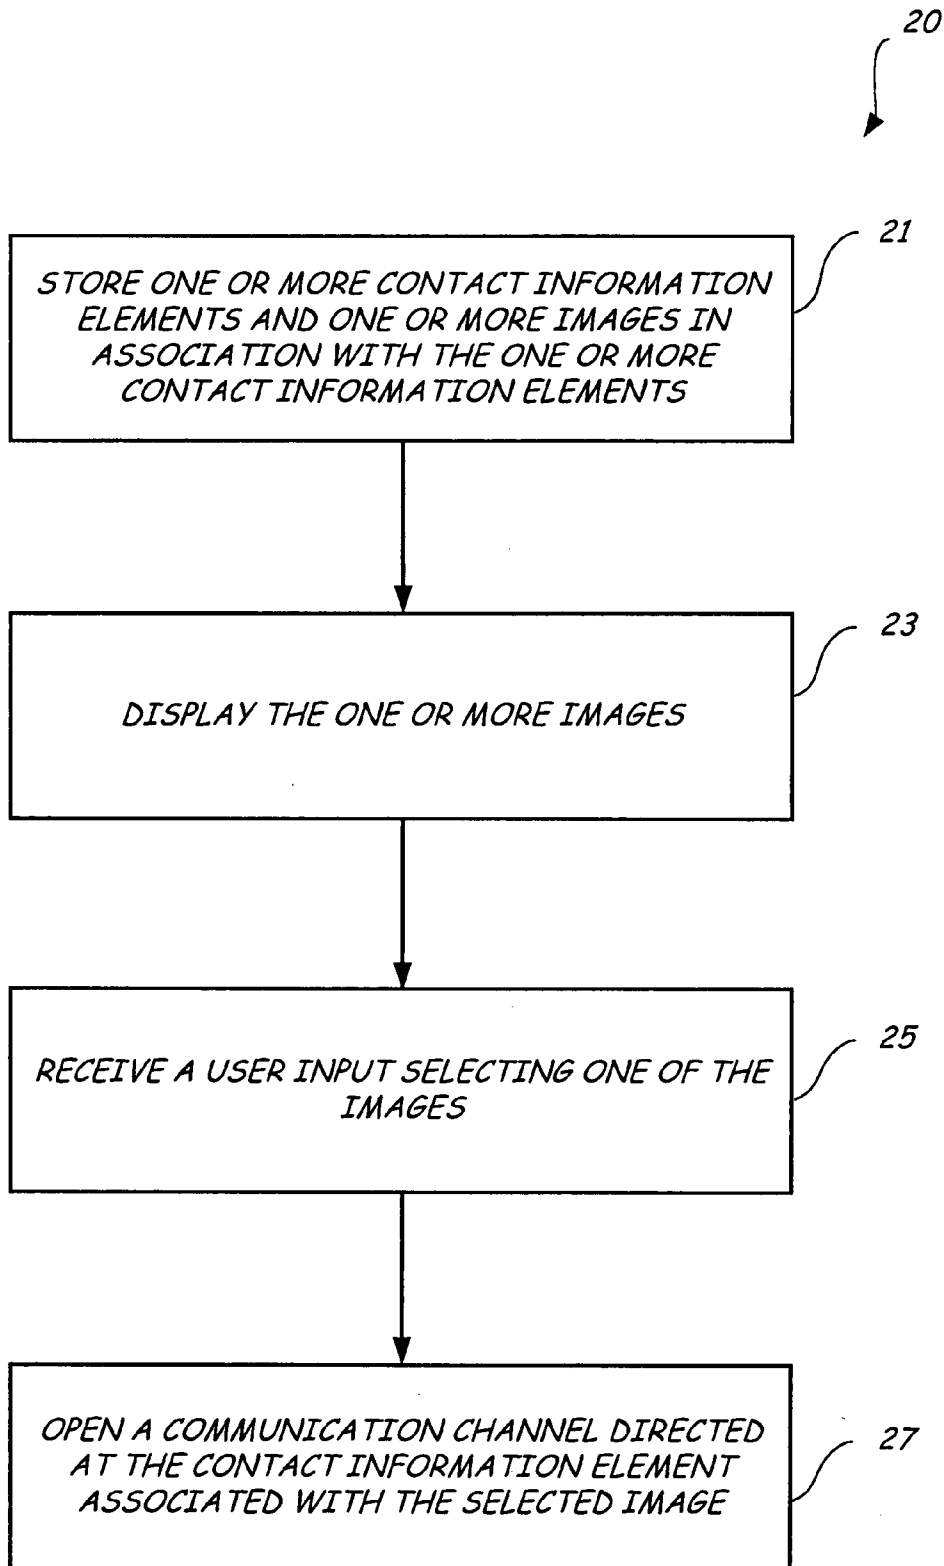 20
21
STORE ONE OR MORE CONTACT INFORMATION
ELEMENTS AND ONE OR MORE IMAGES IN
ASSOCIATION WITH THE ONE OR MORE
CONTACT INFORMATION ELEMENTS
23
DISPLAY THE ONE OR MORE IMAGES
25
RECEIVE A USER INPUT SELECTING ONE OF THE
IMAGES
27
OPEN A COMMUNICATION CHANNEL DIRECTED
AT THE CONTACT INFORMATION ELEMENT
ASSOCIATED WITH THE SELECTED IMAGE